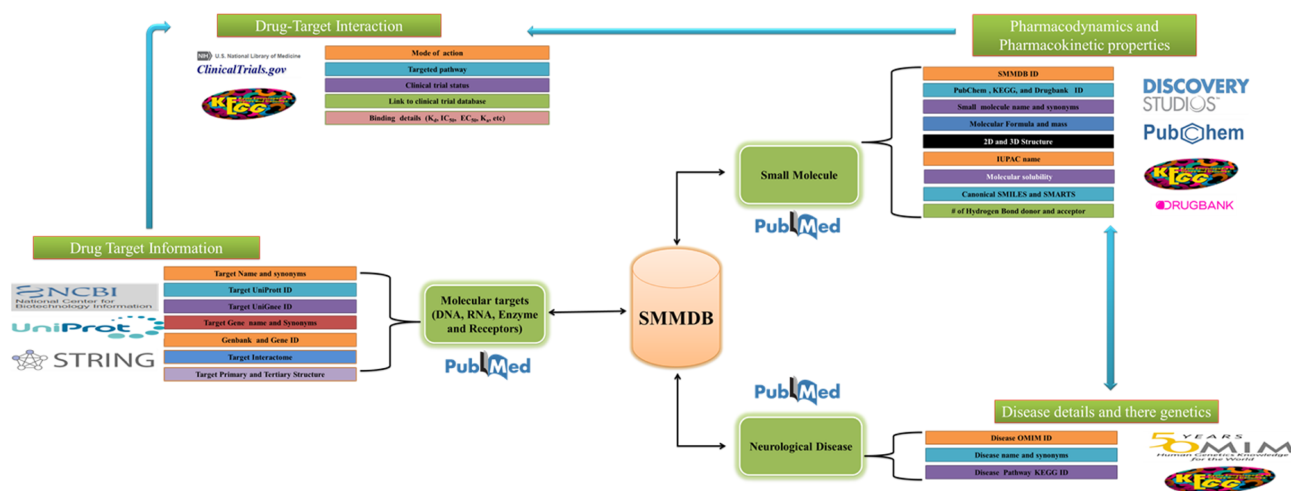 Drug-Target Interaction
NIH U.S. National Library of Medicine
ClinicalTrials.gov
KEGG
Mode of action
Targeted pathway
Clinical trial status
Link to clinical trial database
Binding details (Kd, IC50, EC50, Ka, etc)
Pharmacodynamics and
Pharmacokinetic properties
SMMDB ID
PubChem , KEGG, and Drugbank ID
Small molecule name and synonyms
Molecular Formula and mass
2D and 3D Structure
IUPAC name
Molecular solubility
Canonical SMILES and SMARTS
# of Hydrogen Bond donor and acceptor
DISCOVERY
STUDIOS™
PubChem
KEGG
DRUGBANK
Small Molecule
PubMed
Drug Target Information
NCBI
National Center for
Biotechnology Information
UniProt
STRING
Target Name and synonyms
Target UniPrott ID
Target UniGnee ID
Target Gene name and Synonyms
Genbank and Gene ID
Target Interactome
Target Primary and Tertiary Structure
Molecular targets
(DNA, RNA, Enzyme
and Receptors)
PubMed
SMMDB
PubMed
Neurological Disease
Disease details and there genetics
Disease OMIM ID
Disease name and synonyms
Disease Pathway KEGG ID
50 YEARS
OMIM
Human Genetics Knowledge
for the World
KEGG